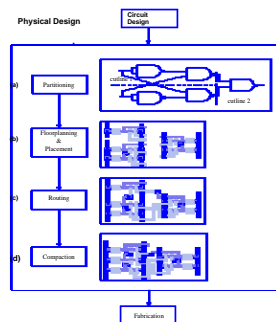 Physical Design
Circuit
Design
(a)
Partitioning
cutline 1
cutline 2
(b)
Floorplanning
&
Placement
(c)
Routing
(d)
Compaction
Fabrication